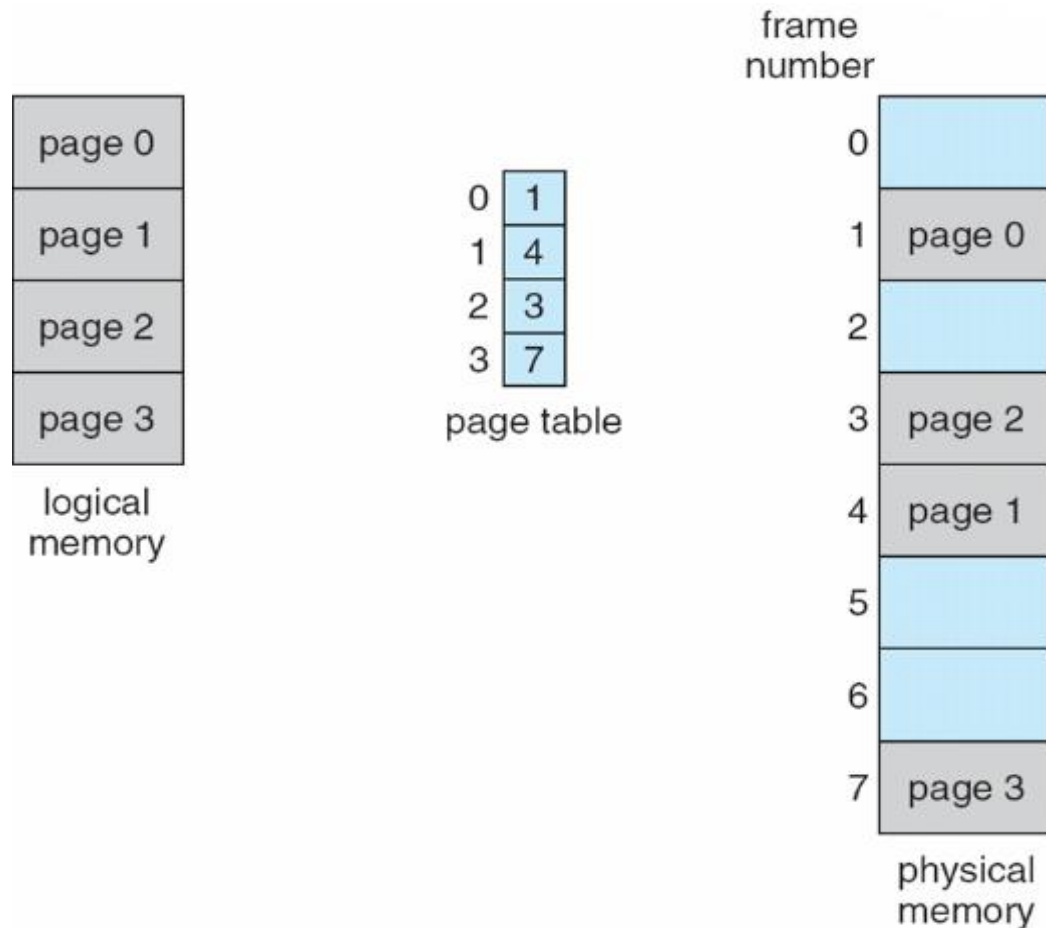 page 0
page 1
page 2
page 3
logical
memory
0 1
1 4
2 3
3 7
page table
frame
number
0
1 page 0
2
3 page 2
4 page 1
5
6
7 page 3
physical
memory